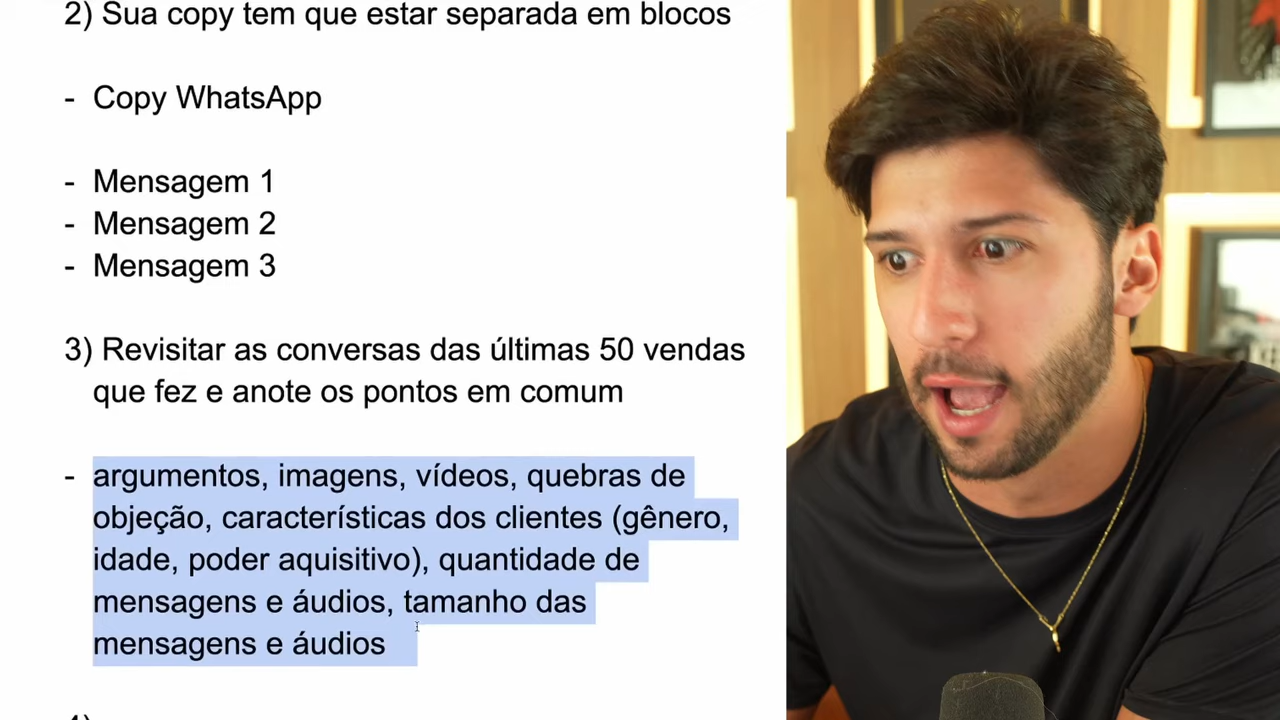 2) Sua copy tem que estar separada em blocos
- Copy WhatsApp
- Mensagem 1
- Mensagem 2
- Mensagem 3
3) Revisitar as conversas das últimas 50 vendas
que fez e anote os pontos em comum
- argumentos, imagens, vídeos, quebras de
objeção, características dos clientes (gênero,
idade, poder aquisitivo), quantidade de
mensagens e áudios, tamanho das
mensagens e áudios